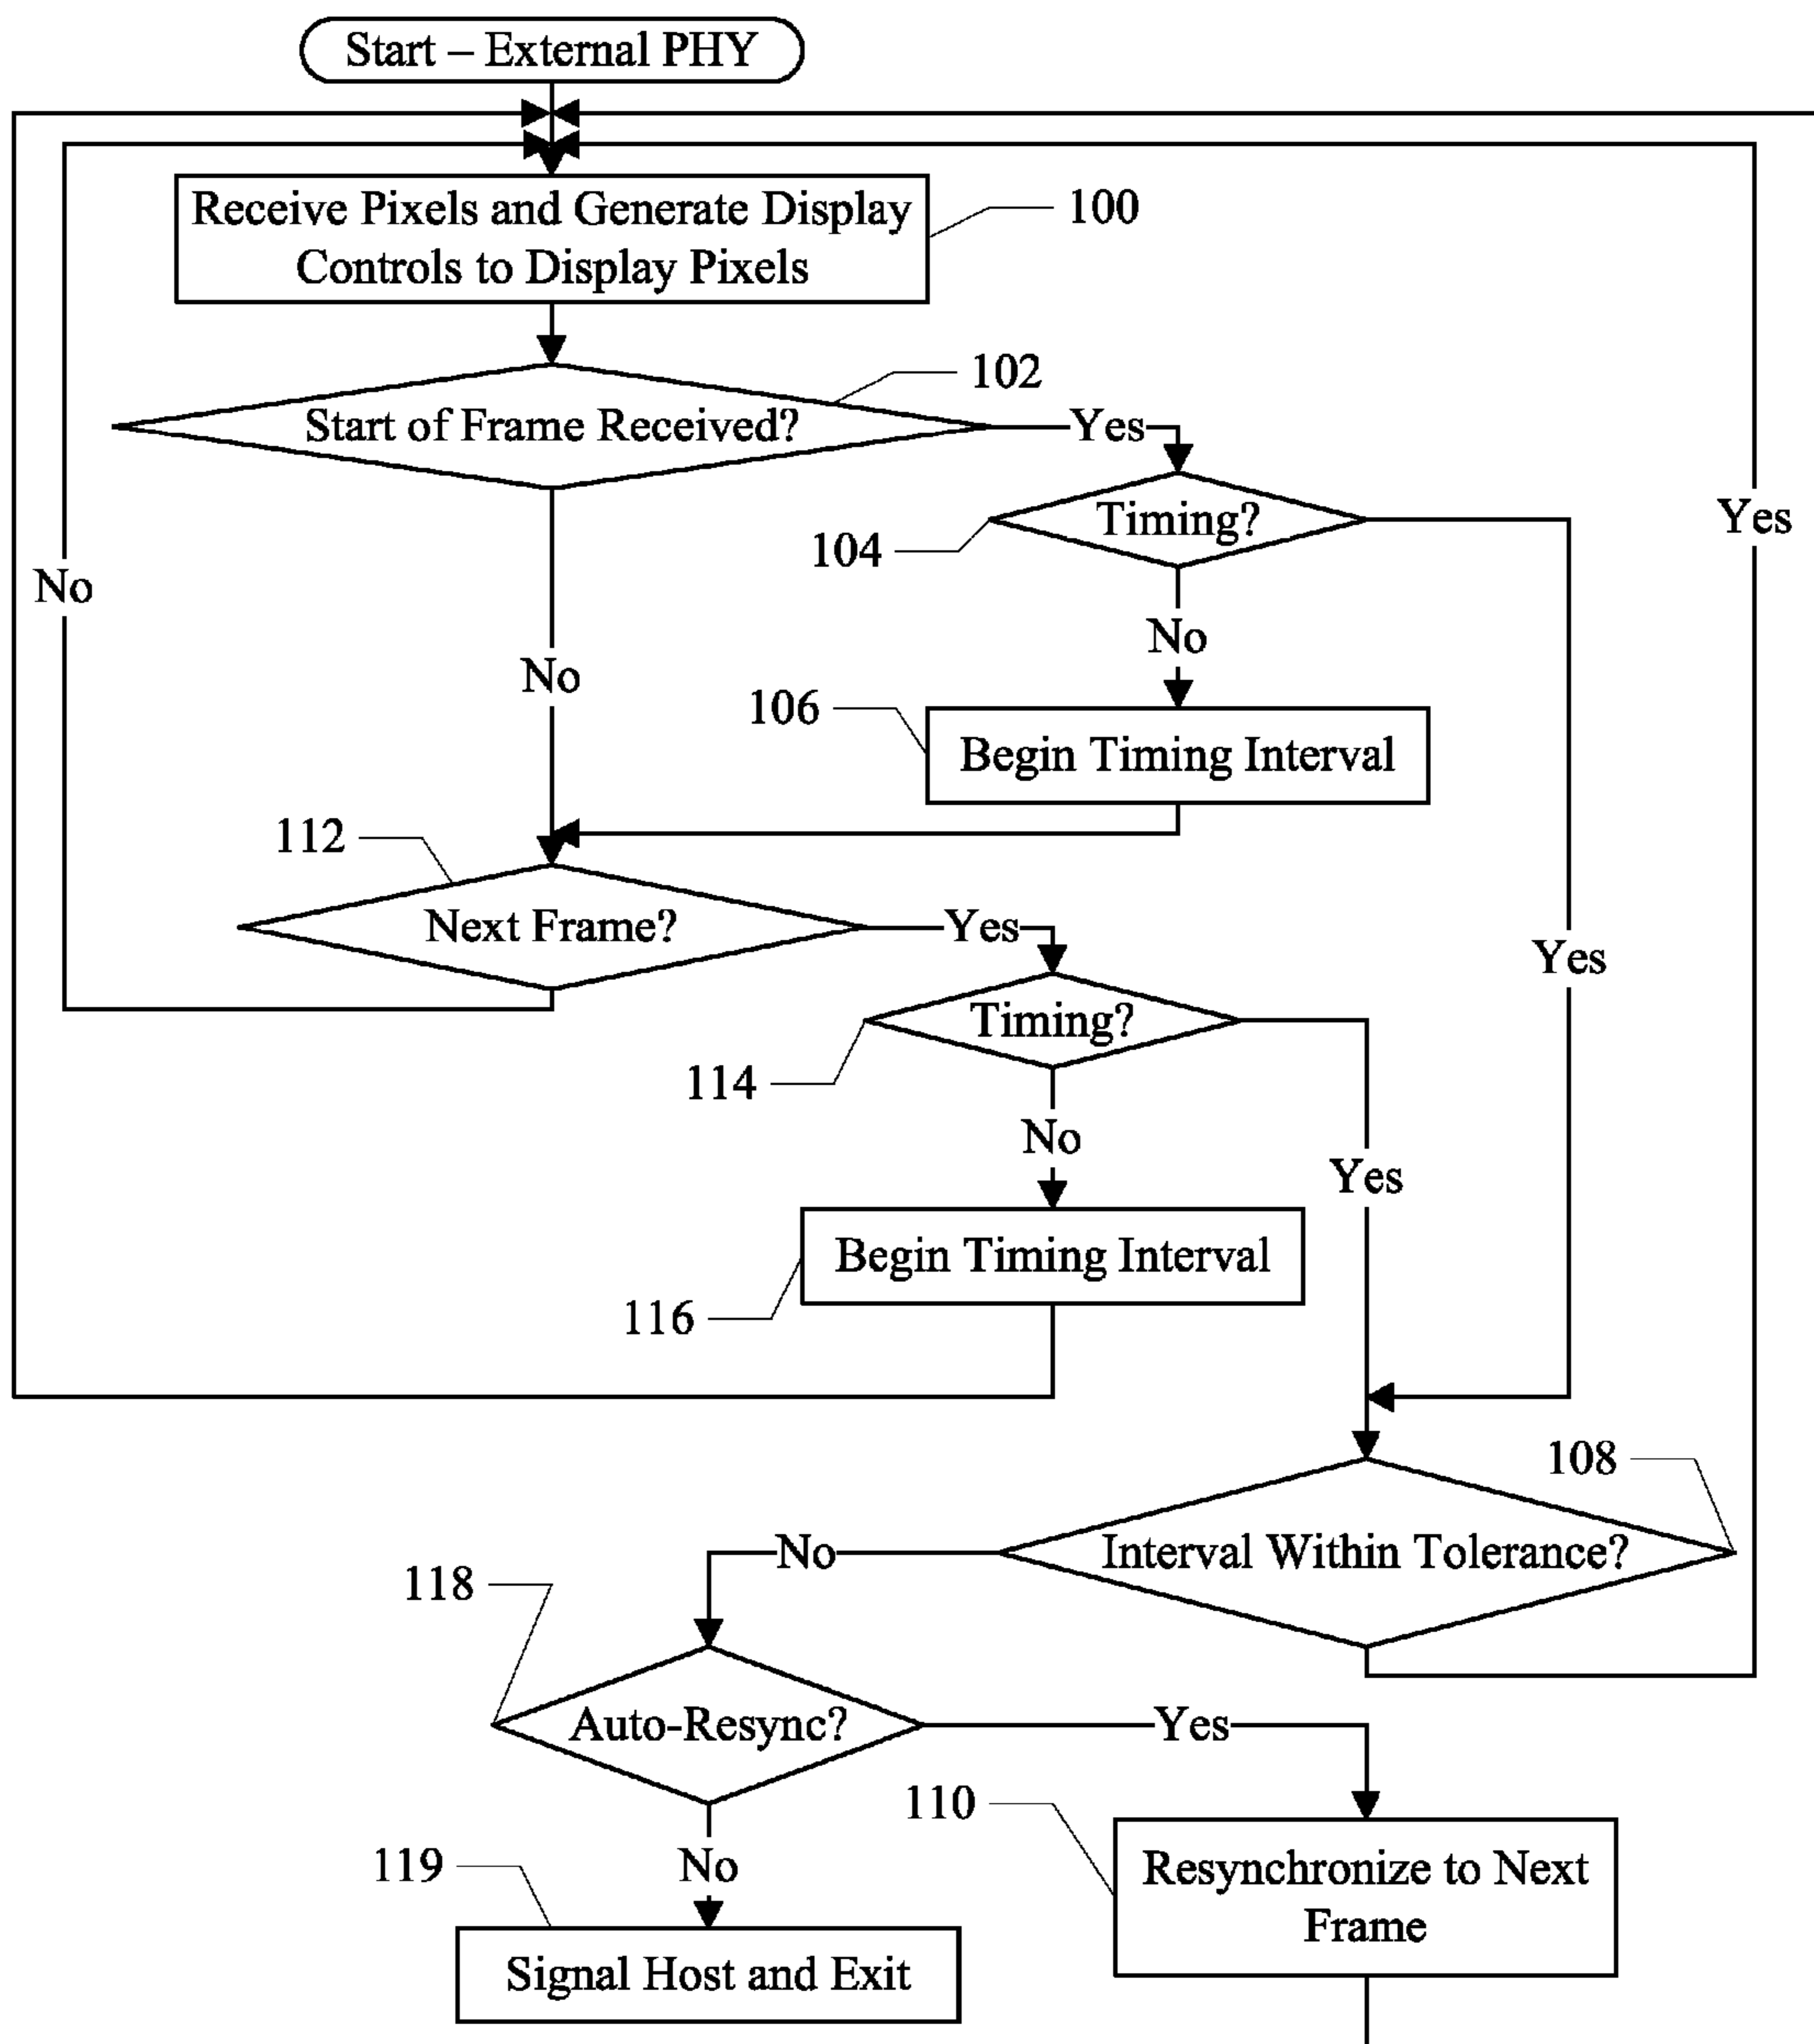 Start – External PHY
Receive Pixels and Generate Display
Controls to Display Pixels
100
102
Start of Frame Received?
Yes
Timing?
104
Yes
No
No
No
106
Begin Timing Interval
112
Next Frame?
Yes
Yes
Timing?
114
No
Yes
Begin Timing Interval
116
108
Interval Within Tolerance?
No
118
Auto-Resync?
Yes
110
Resynchronize to Next
Frame
119
No
Signal Host and Exit